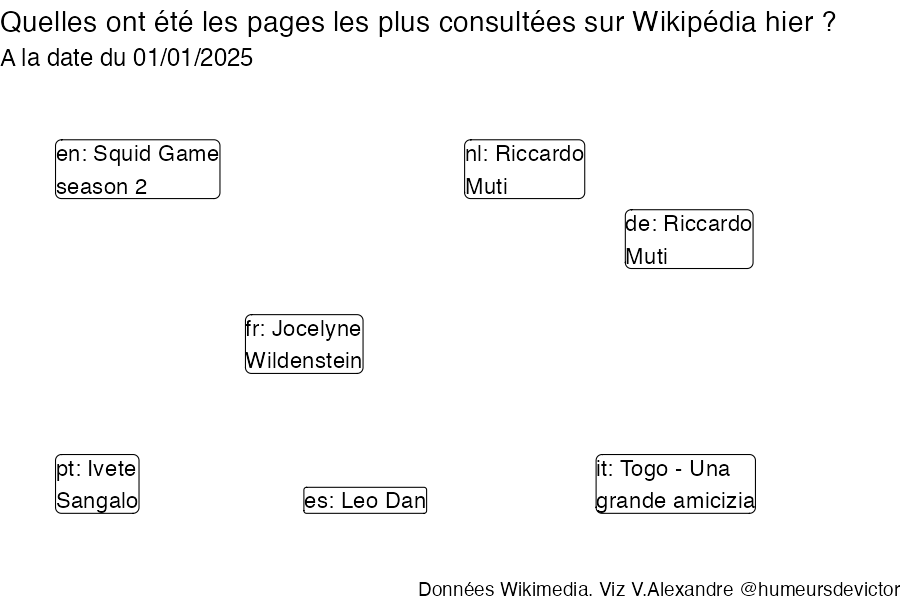 Quelles ont été les pages les plus consultées sur Wikipédia hier ?
A la date du 01/01/2025
en: Squid Game
season 2
nl: Riccardo
Muti
de: Riccardo
Muti
fr: Jocelyne
Wildenstein
pt: Ivete
Sangalo
es: Leo Dan
it: Togo - Una
grande amicizia
Données Wikimedia. Viz V.Alexandre @humeursdevictor